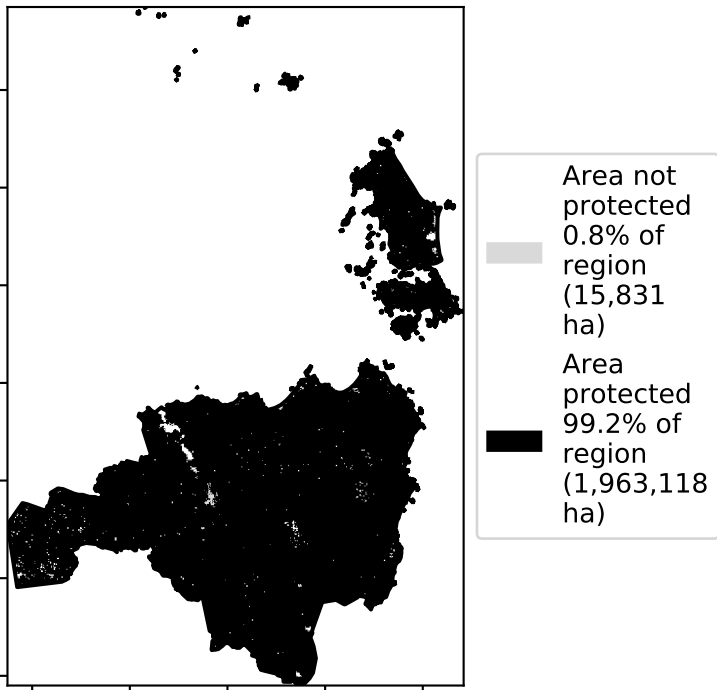 Area not
protected
0.8% of
region
(15,831
ha)
Area
protected
99.2% of
region
(1,963,118
ha)